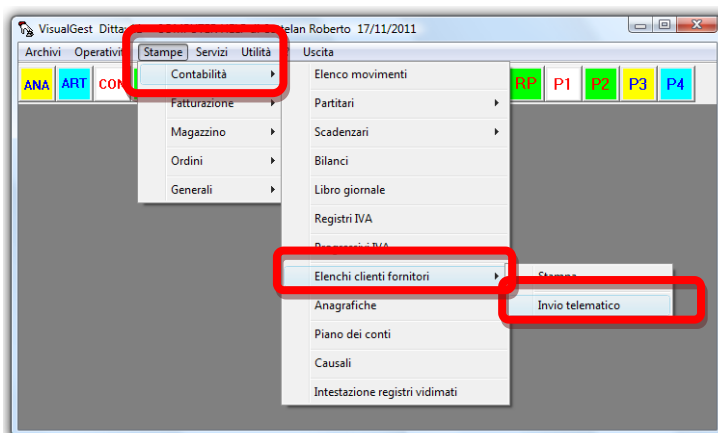 VisualGest Ditta: Castelan Roberto 17/11/2011
Archivi Operativi Stampe Servizi Utilità ? Uscita
ANA ART CON RP P1 P2 P3 P4
Contabilità
Fatturazione
Magazzino
Ordini
Generali
Elenco movimenti
Partitari
Scadenzari
Bilanci
Libro giornale
Registri IVA
Progressivi IVA
Elenchi clienti fornitori
Anagrafiche
Piano dei conti
Causali
Intestazione registri vidimati
Stampa
Invio telematico